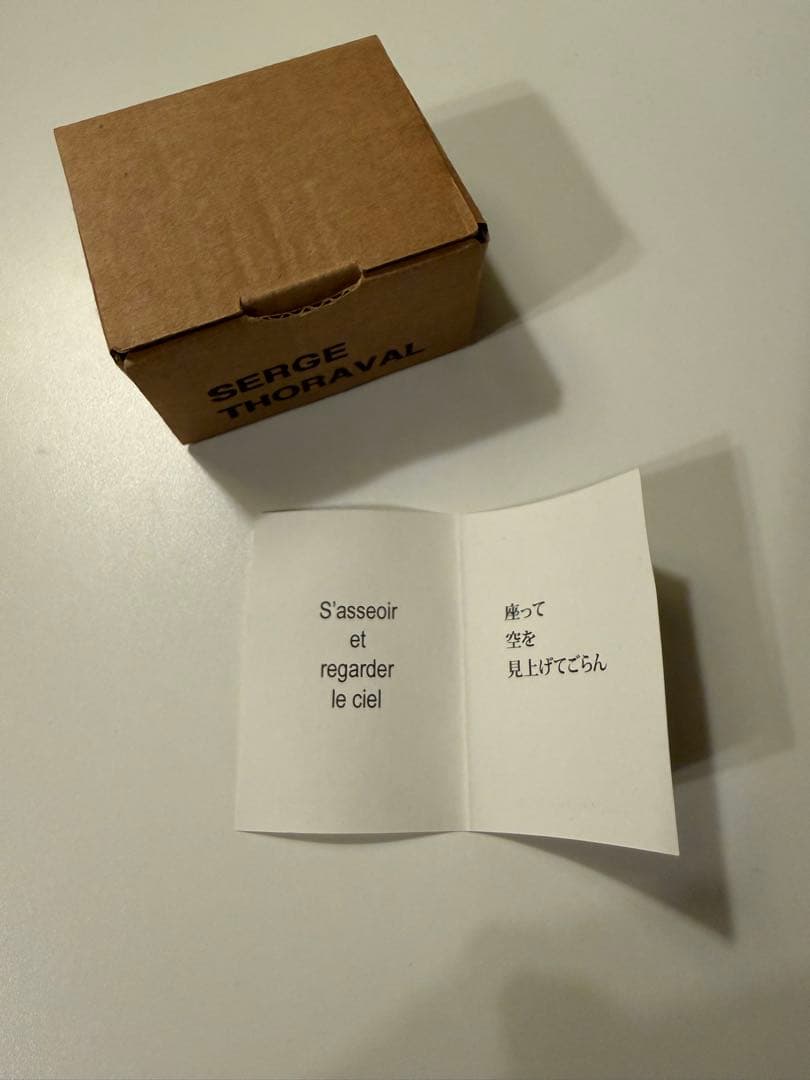 SERGE
THORAVAL
S'asseoir
et
regarder
le ciel
座って
空を
見上げてごらん